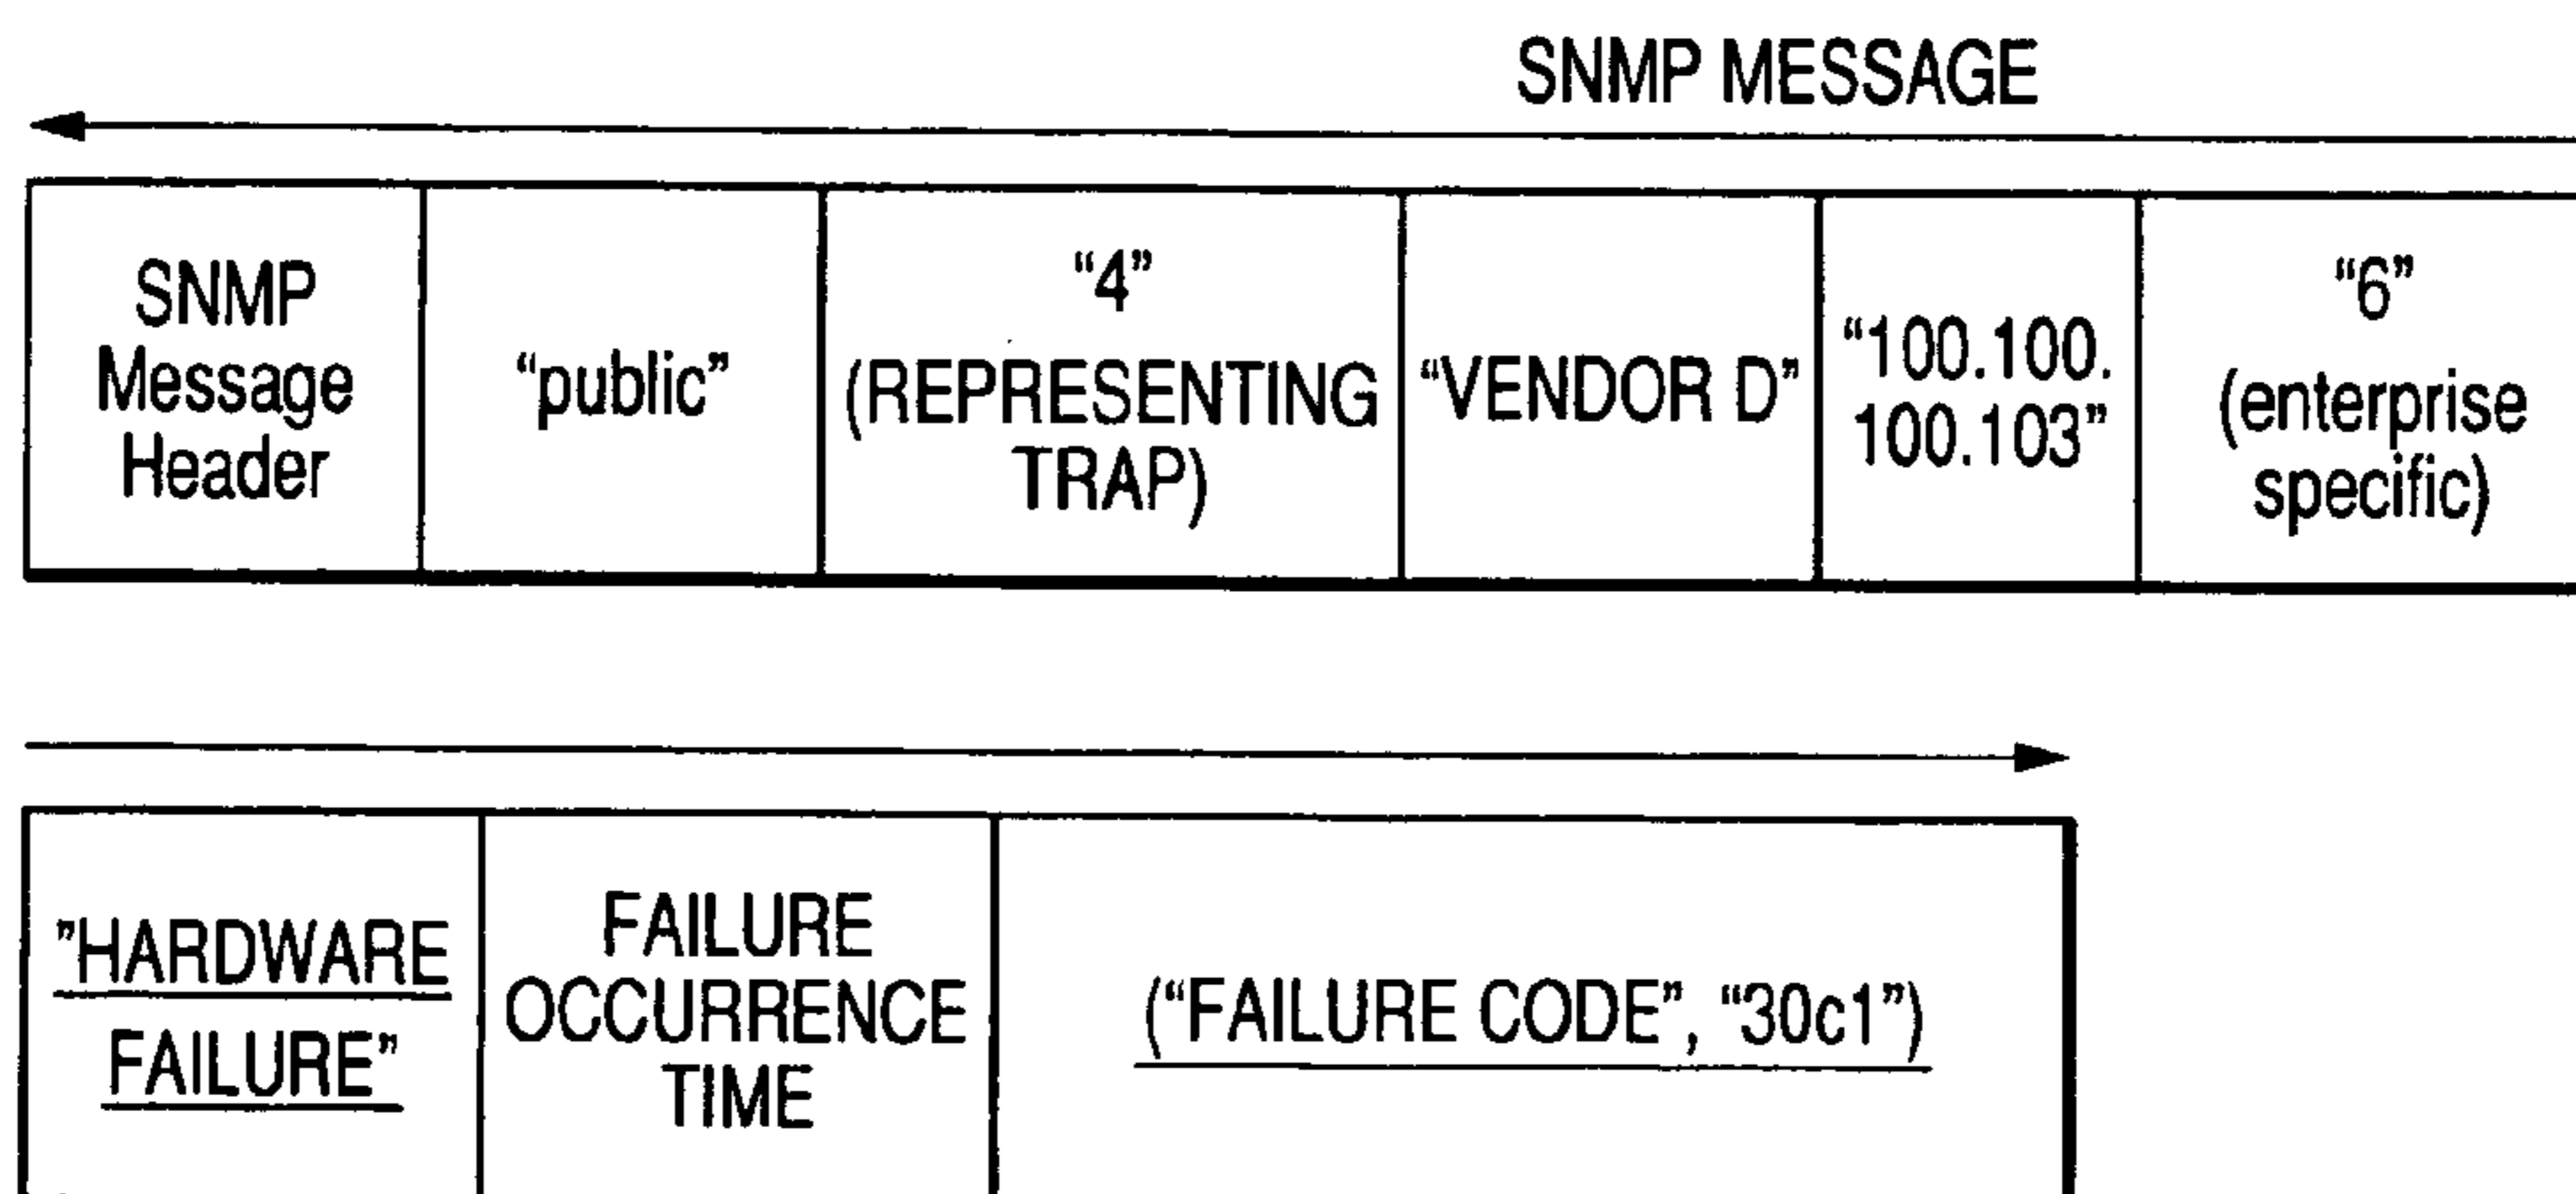 SNMP MESSAGE
SNMP
Message
Header
“public”
“4”
(REPRESENTING
TRAP)
“VENDOR D”
“100.100.
100.103”
“6”
(enterprise
specific)
”HARDWARE
FAILURE”
FAILURE
OCCURRENCE
TIME
(“FAILURE CODE”, “30c1”)